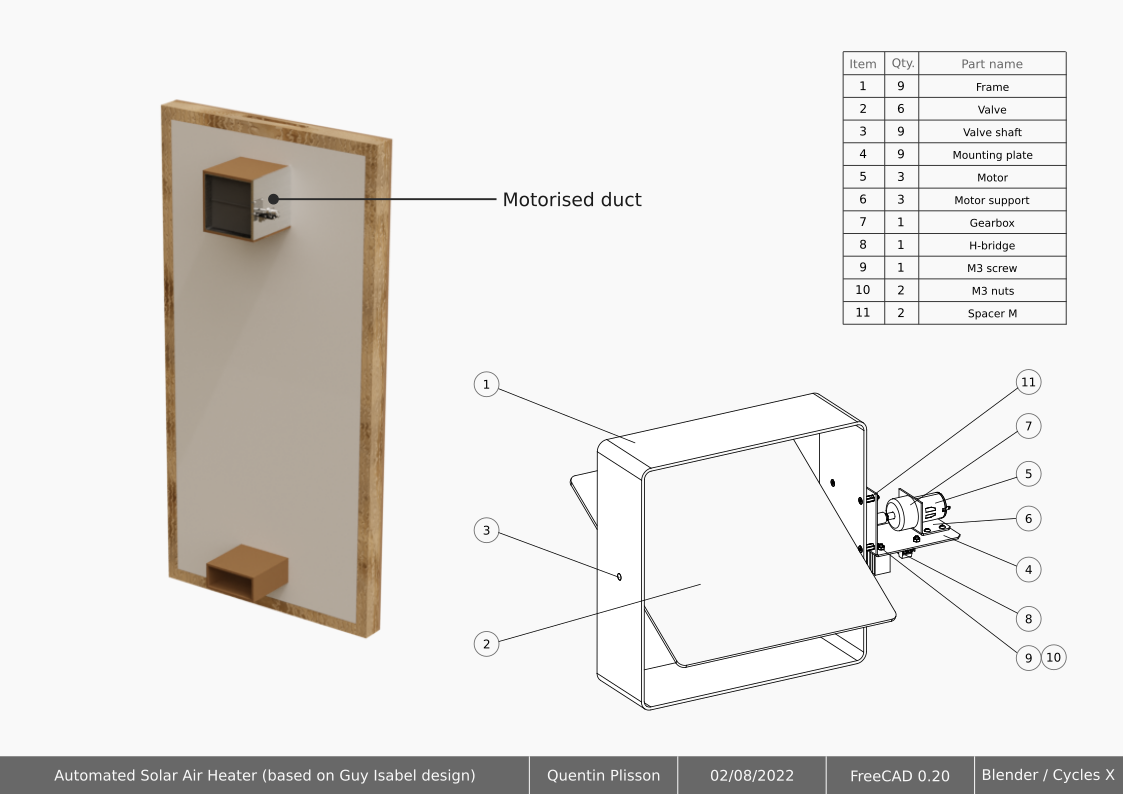 Item Qty. Part name
1 9 Frame
2 6 Valve
3 9 Valve shaft
4 9 Mounting plate
5 3 Motor
6 3 Motor support
7 1 Gearbox
8 1 H-bridge
9 1 M3 screw
10 2 M3 nuts
11 2 Spacer M
Motorised duct
1
11
7
5
3
6
4
8
2
9 10
Automated Solar Air Heater (based on Guy Isabel design) Quentin Plisson 02/08/2022 FreeCAD 0.20 Blender / Cycles X